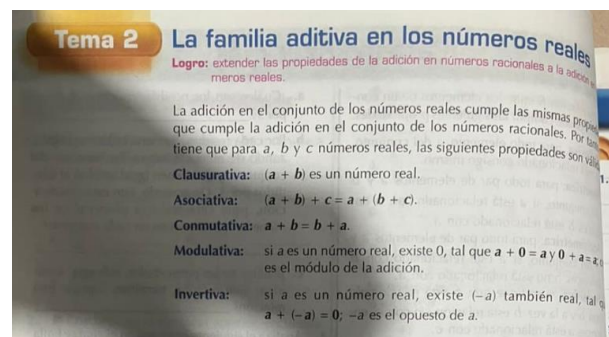 Tema 2 La familia aditiva en los números reales
Logro: extender las propiedades de la adición en números racionales a la adición
meros reales.
La adición en el conjunto de los números reales cumple las mismas
que cumple la adición en el conjunto de los números racionales. Por
tiene que para a, b y c números reales, las siguientes propiedades son
Clausurativa: (a + b) es un número real.
Asociativa: (a + b) + c = a + (b + c).
Conmutativa: a + b = b + a.
Modulativa: si a es un número real, existe 0, tal que a + 0 = a y 0 + a = a;
es el módulo de la adición.
Invertiva: si a es un número real, existe (−a) también real, tal
a + (−a) = 0; −a es el opuesto de a.
1.